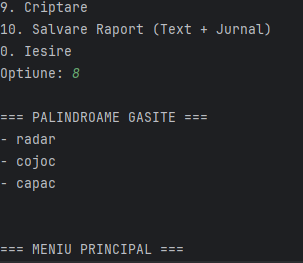 9. Criptare
10. Salvare Raport (Text + Jurnal)
0. Iesire
Optiune: 8
=== PALINDROAME GASITE ===
- radar
- cojoc
- capac
=== MENIU PRINCIPAL ===